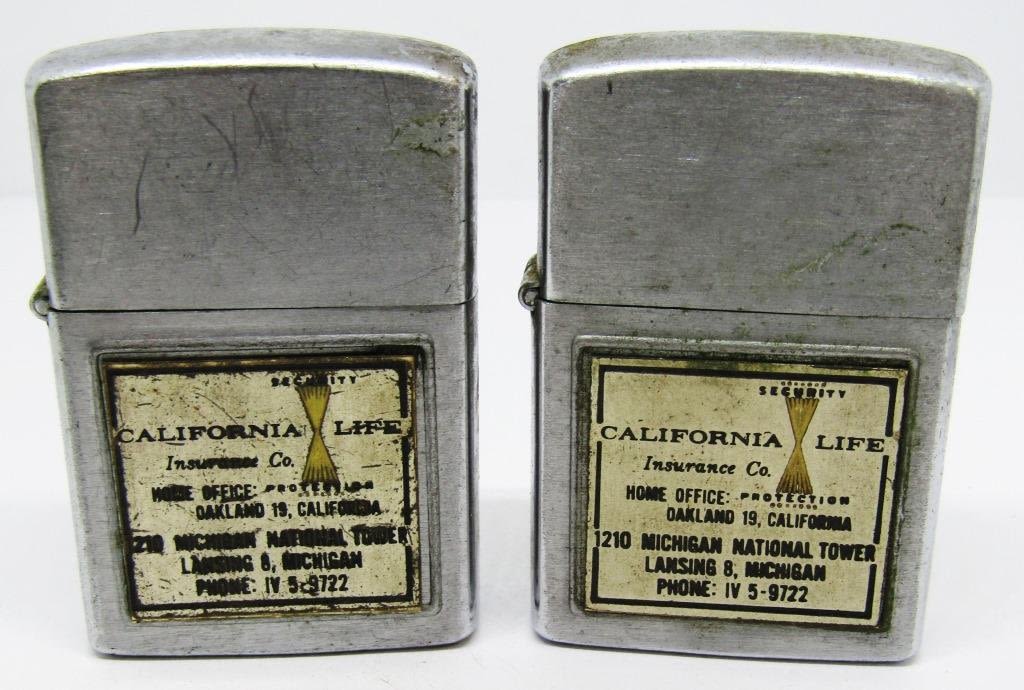 SECURITY
CALIFORNIA LIFE
Insurance Co.
HOME OFFICE: PROTECTION
OAKLAND 19, CALIFORNIA
210 MICHIGAN NATIONAL TOWER
LANSING 8, MICHIGAN
PHONE: IV 5-9722
SECURITY
CALIFORNIA LIFE
Insurance Co.
HOME OFFICE: PROTECTION
OAKLAND 19, CALIFORNIA
1210 MICHIGAN NATIONAL TOWER
LANSING 8, MICHIGAN
PHONE: IV 5-9722